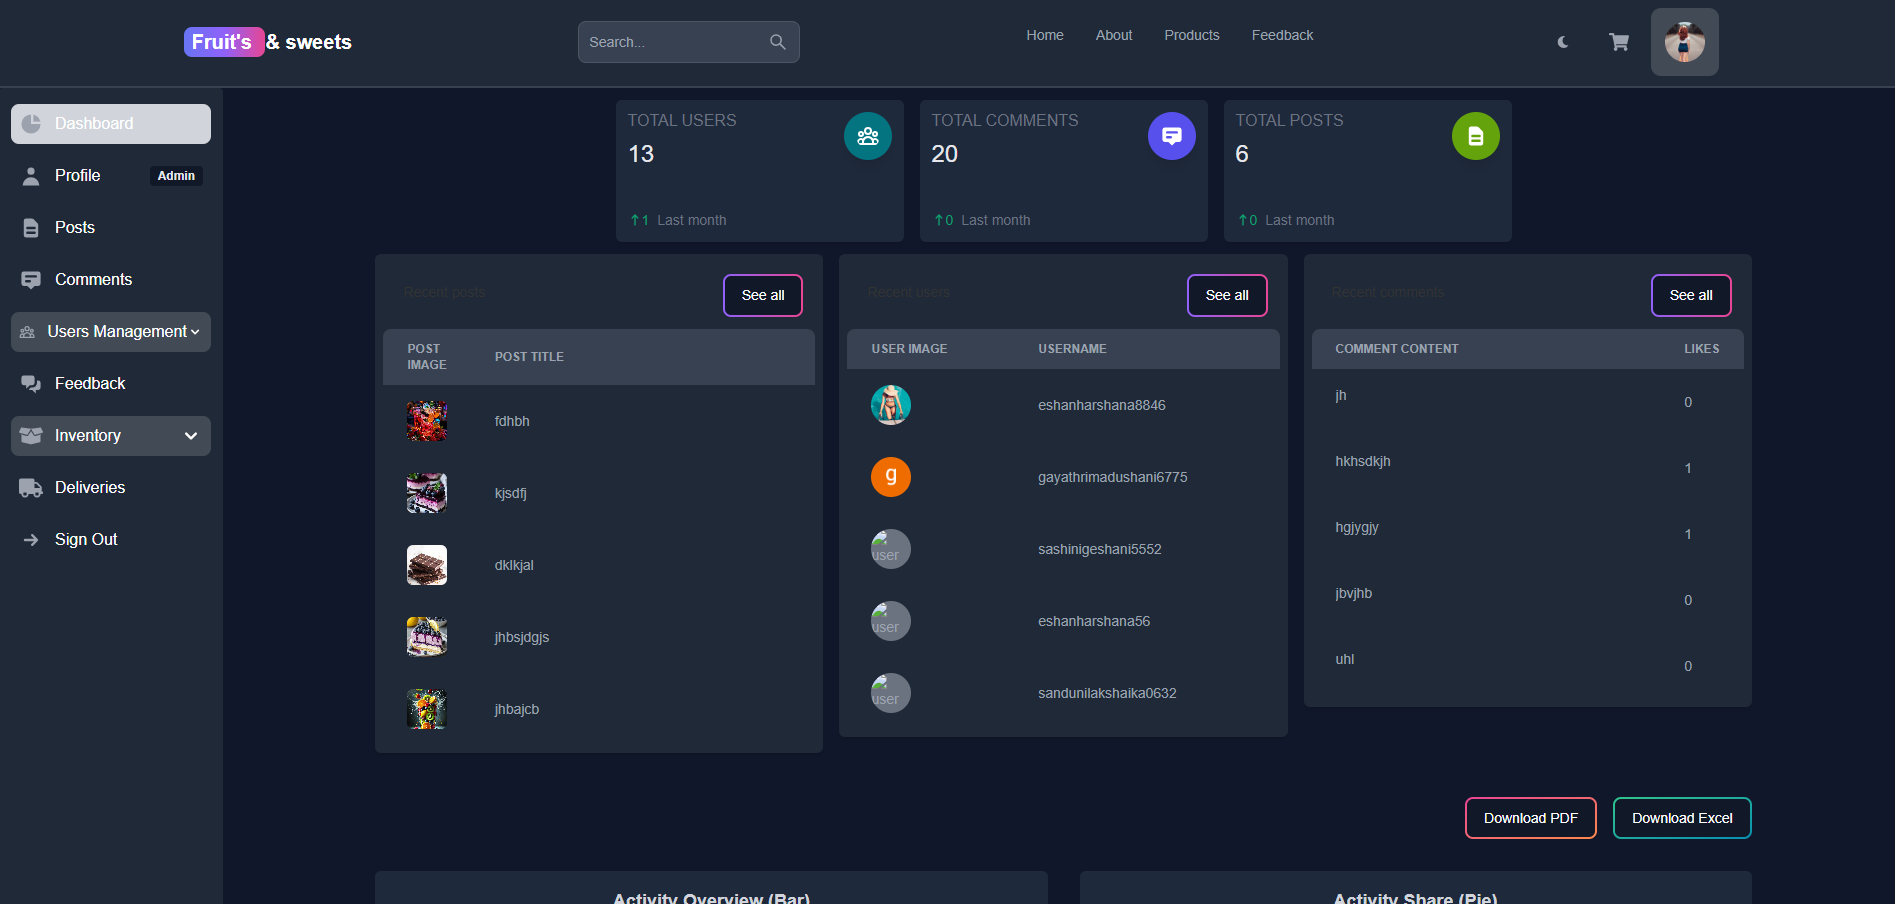 Fruit's & sweets
Search...
Home About Products Feedback
Dashboard
Profile Admin
Posts
Comments
Users Management
Feedback
Inventory
Deliveries
Sign Out
TOTAL USERS
13
1 Last month
TOTAL COMMENTS
20
0 Last month
TOTAL POSTS
6
0 Last month
Recent posts See all
POST IMAGE POST TITLE
fdhbh
kjsdfj
dklkjal
jhbsjdgjs
jhbajcb
Recent users See all
USER IMAGE USERNAME
eshanharshana8846
g gayathrimadushani6775
user sashinigeshani5552
user eshanharshana56
user sandunilakshaika0632
Recent comments See all
COMMENT CONTENT LIKES
jh 0
hkhsdkjh 1
hgjygjy 1
jbvjhb 0
uhl 0
Download PDF Download Excel
Activity Overview (Bar) Activity Share (Pie)